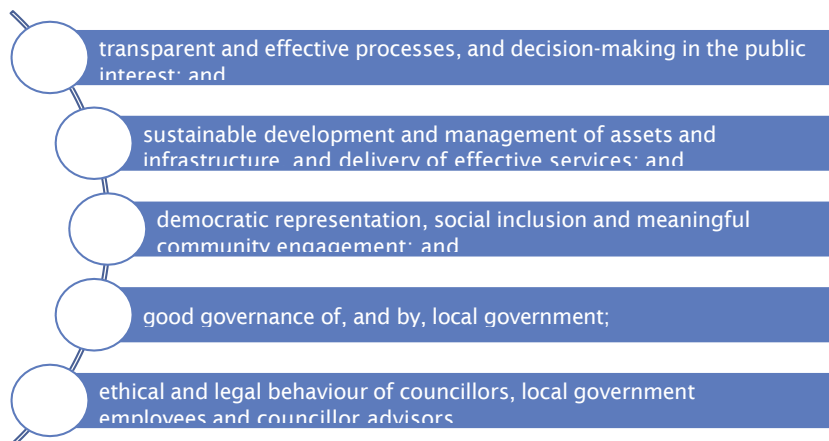 transparent and effective processes, and decision-making in the public
interest; and
sustainable development and management of assets and
infrastructure, and delivery of effective services; and
democratic representation, social inclusion and meaningful
community engagement; and
good governance of, and by, local government;
ethical and legal behaviour of councillors, local government
employees and councillor advisors